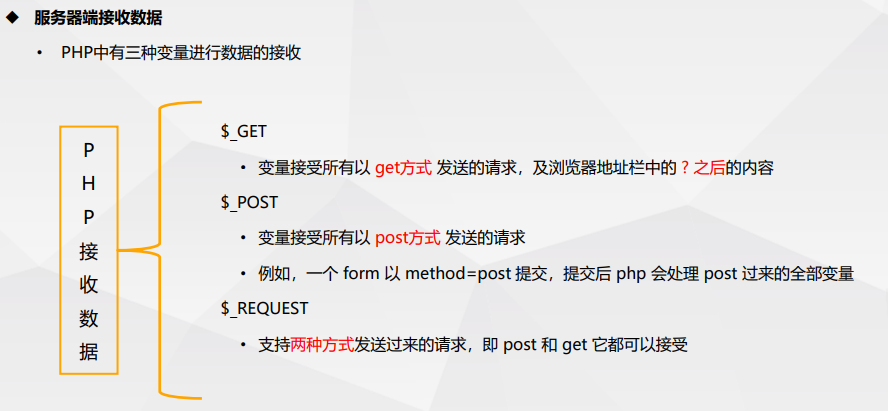 ◆ 服务器端接收数据
• PHP中有三种变量进行数据的接收
PHP接收数据
$_GET
• 变量接受所有以 get方式 发送的请求，及浏览器地址栏中的 ? 之后的内容
$_POST
• 变量接受所有以 post方式 发送的请求
• 例如，一个 form 以 method=post 提交，提交后 php 会处理 post 过来的全部变量
$_REQUEST
• 支持两种方式发送过来的请求，即 post 和 get 它都可以接受